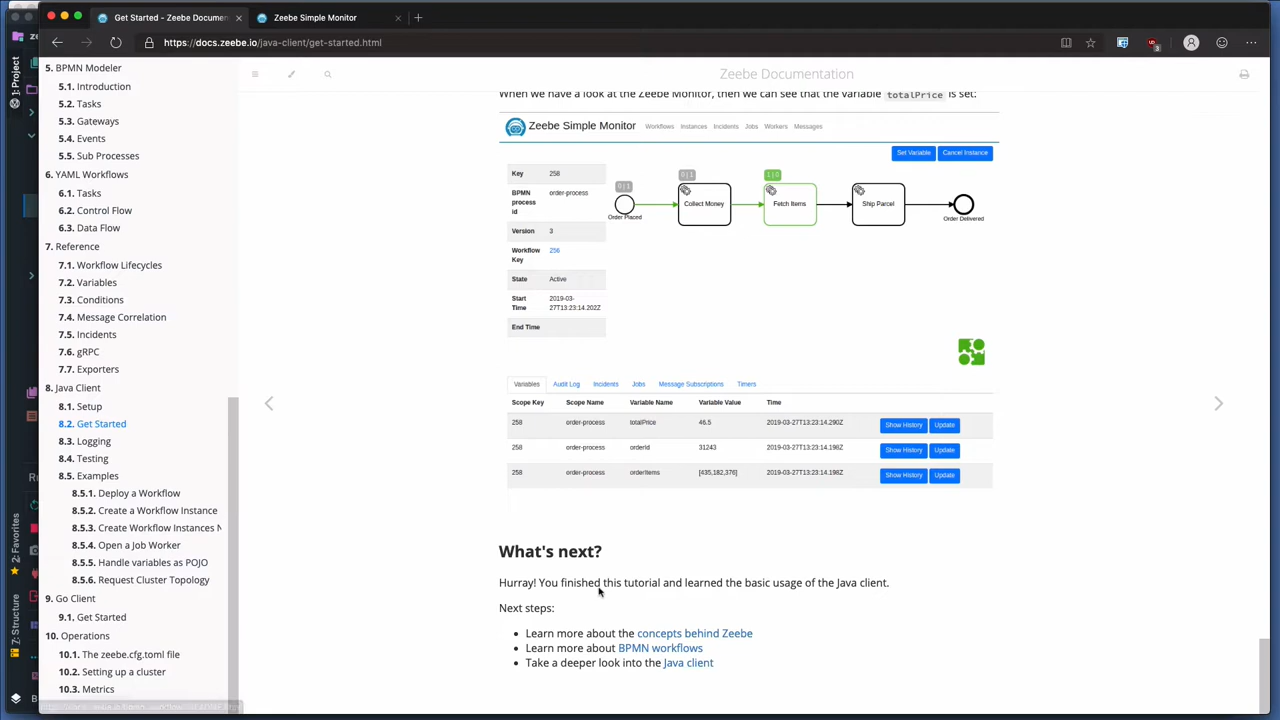 Get Started - Zeebe Documen
Zeebe Simple Monitor
https://docs.zeebe.io/java-client/get-started.html
1: Project
2: Favorites
7: Structure
5. BPMN Modeler
5.1. Introduction
5.2. Tasks
5.3. Gateways
5.4. Events
5.5. Sub Processes
6. YAML Workflows
6.1. Tasks
6.2. Control Flow
6.3. Data Flow
7. Reference
7.1. Workflow Lifecycles
7.2. Variables
7.3. Conditions
7.4. Message Correlation
7.5. Incidents
7.6. gRPC
7.7. Exporters
8. Java Client
8.1. Setup
8.2. Get Started
8.3. Logging
8.4. Testing
8.5. Examples
8.5.1. Deploy a Workflow
8.5.2. Create a Workflow Instance
8.5.3. Create Workflow Instances N
8.5.4. Open a Job Worker
8.5.5. Handle variables as POJO
8.5.6. Request Cluster Topology
9. Go Client
9.1. Get Started
10. Operations
10.1. The zeebe.cfg.toml file
10.2. Setting up a cluster
10.3. Metrics
Zeebe Documentation
When we have a look at the Zeebe Monitor, then we can see that the variable totalPrice is set:
Zeebe Simple Monitor Workflows Instances Incidents Jobs Workers Messages
Set Variable Cancel Instance
Key 258
BPMN process id order-process
Version 3
Workflow Key 256
State Active
Start Time 2019-03-27T13:23:14.202Z
End Time
0 | 1 0 | 1 1 | 0
Order Placed Collect Money Fetch Items Ship Parcel Order Delivered
Variables Audit Log Incidents Jobs Message Subscriptions Timers
Scope Key Scope Name Variable Name Variable Value Time
258 order-process totalPrice 46.5 2019-03-27T13:23:14.290Z Show History Update
258 order-process orderId 31243 2019-03-27T13:23:14.198Z Show History Update
258 order-process orderItems [435,182,376] 2019-03-27T13:23:14.198Z Show History Update
What's next?
Hurray! You finished this tutorial and learned the basic usage of the Java client.
Next steps:
• Learn more about the concepts behind Zeebe
• Learn more about BPMN workflows
• Take a deeper look into the Java client